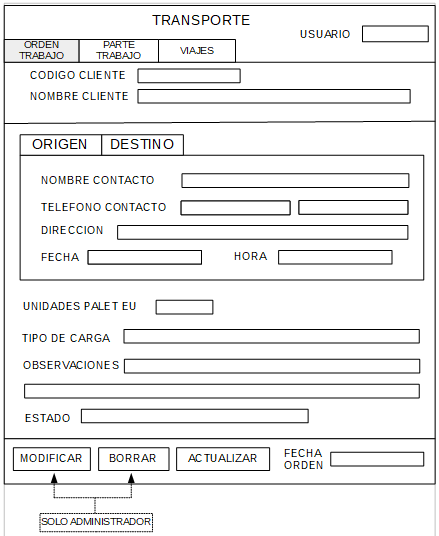 TRANSPORTE
USUARIO
ORDEN
TRABAJO
PARTE
TRABAJO
VIAJES
CODIGO CLIENTE
NOMBRE CLIENTE
ORIGEN
DESTINO
NOMBRE CONTACTO
TELEFONO CONTACTO
DIRECCION
FECHA
HORA
UNIDADES PALET EU
TIPO DE CARGA
OBSERVACIONES
ESTADO
MODIFICAR
BORRAR
ACTUALIZAR
FECHA
ORDEN
SOLO ADMINISTRADOR